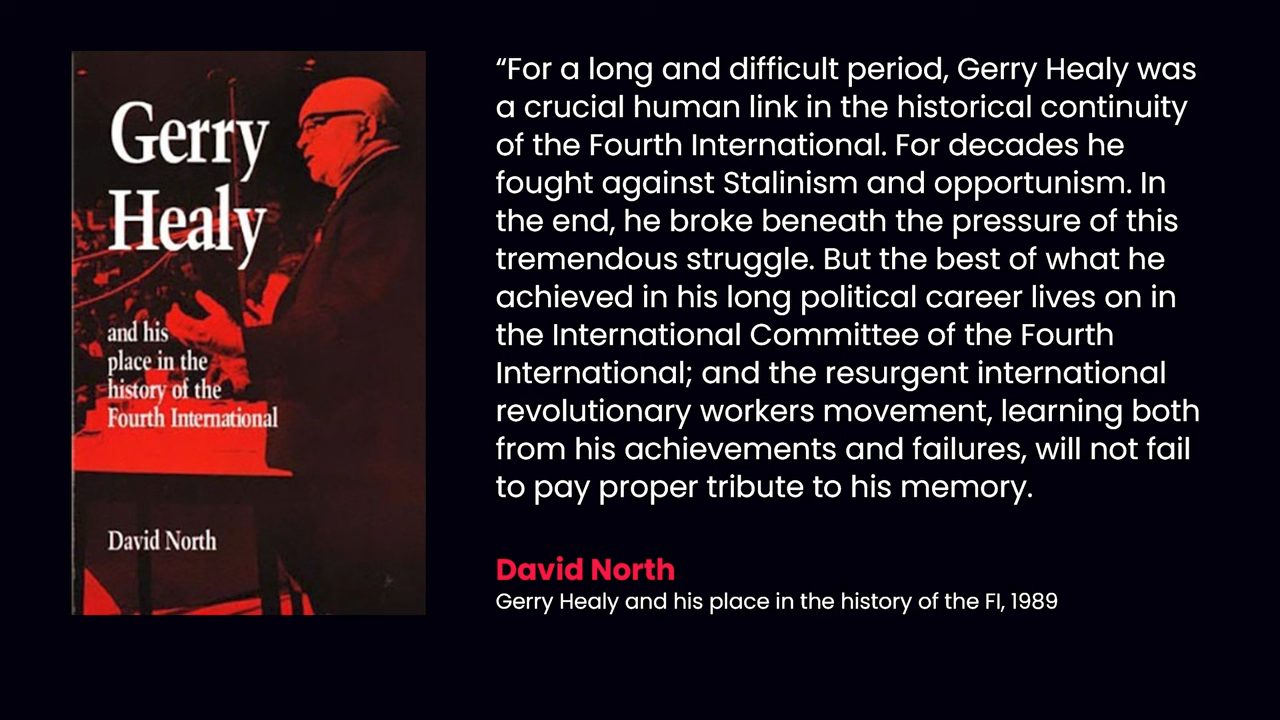 Gerry
Healy
and his
place in the
history of the
Fourth International
David North
“For a long and difficult period, Gerry Healy was
a crucial human link in the historical continuity
of the Fourth International. For decades he
fought against Stalinism and opportunism. In
the end, he broke beneath the pressure of this
tremendous struggle. But the best of what he
achieved in his long political career lives on in
the International Committee of the Fourth
International; and the resurgent international
revolutionary workers movement, learning both
from his achievements and failures, will not fail
to pay proper tribute to his memory.
David North
Gerry Healy and his place in the history of the FI, 1989